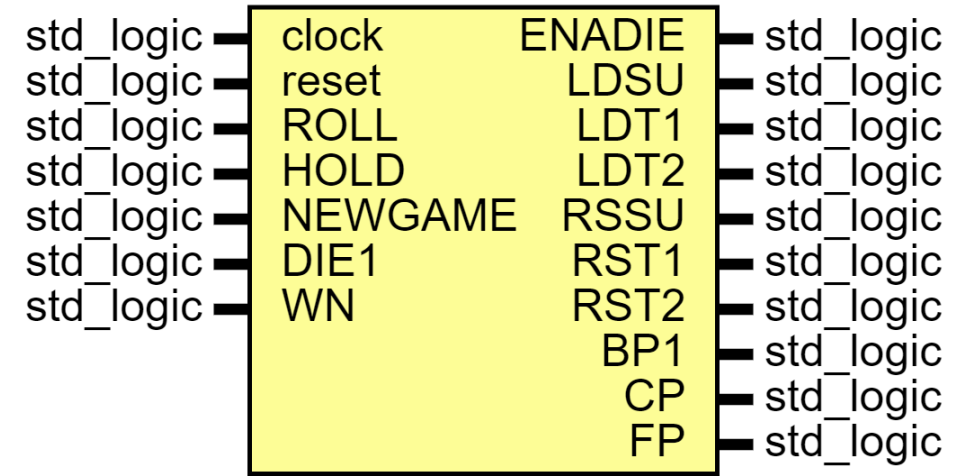 std_logic clock ENADIE std_logic
std_logic reset LDSU std_logic
std_logic ROLL LDT1 std_logic
std_logic HOLD LDT2 std_logic
std_logic NEWGAME RSSU std_logic
std_logic DIE1 RST1 std_logic
std_logic WN RST2 std_logic
BP1 std_logic
CP std_logic
FP std_logic